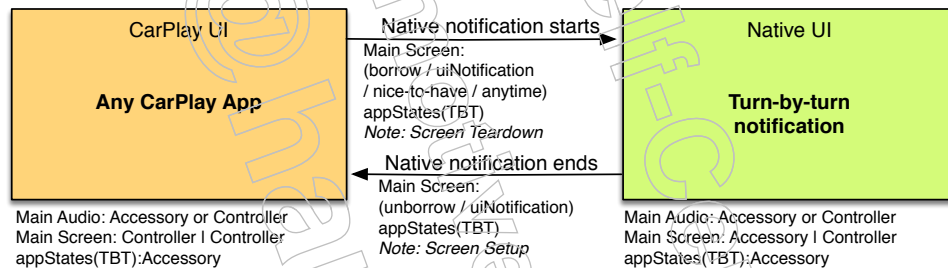 CarPlay UI
Any CarPlay App
Native notification starts
Main Screen:
(borrow / uiNotification
/ nice-to-have / anytime)
appStates(TBT)
Note: Screen Teardown
Native notification ends
Main Screen:
(unborrow / uiNotification)
appStates(TBT)
Note: Screen Setup
Native UI
Turn-by-turn
notification
Main Audio: Accessory or Controller
Main Screen: Controller | Controller
appStates(TBT):Accessory
Main Audio: Accessory or Controller
Main Screen: Accessory | Controller
appStates(TBT):Accessory